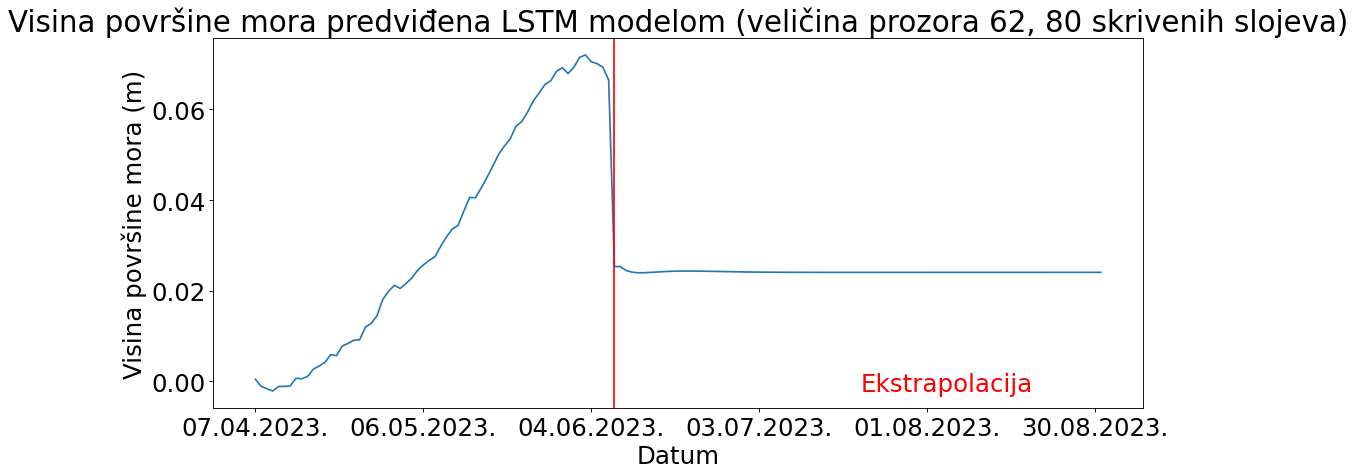 Visina površine mora predviđena LSTM modelom (veličina prozora 62, 80 skrivenih slojeva)
Visina površine mora (m)
0.06
0.04
0.02
0.00
Ekstrapolacija
07.04.2023. 06.05.2023. 04.06.2023. 03.07.2023. 01.08.2023. 30.08.2023.
Datum